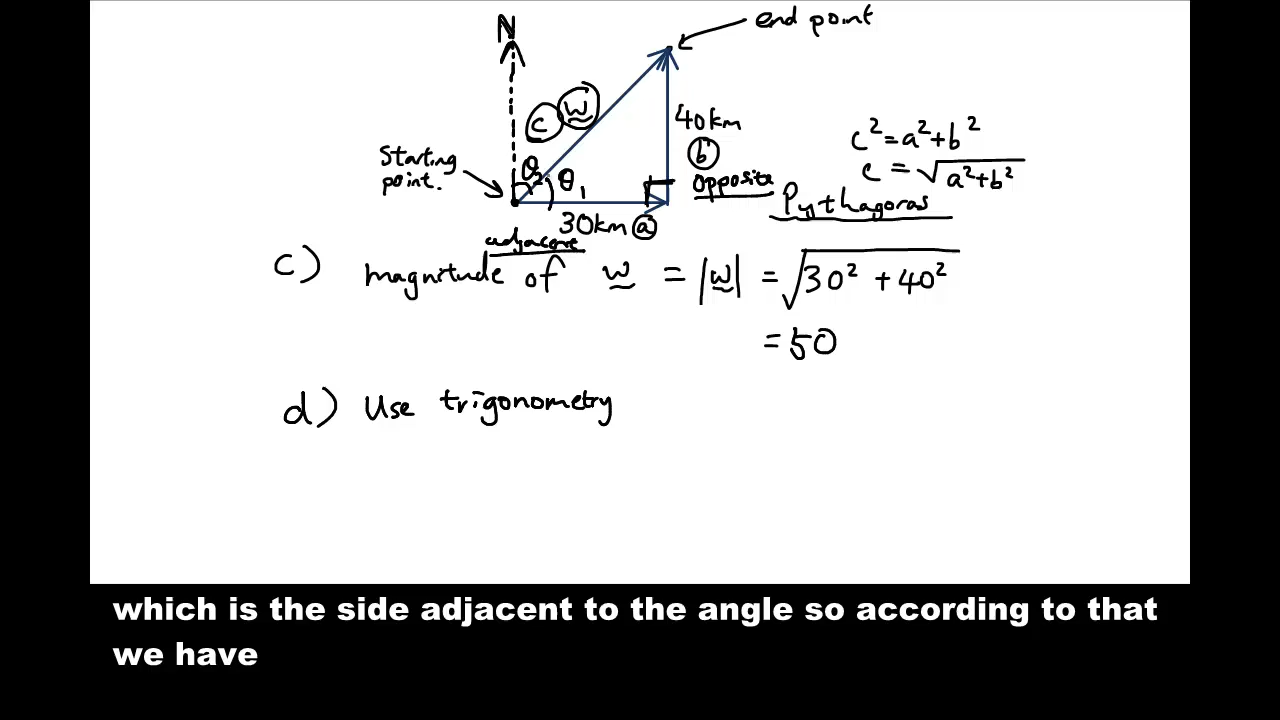 N
end point
c w
40km
b
opposite
c²=a²+b²
c = √a²+b²
Pythagoras
Starting
point.
θ₂ θ₁
30km a
c) magnitude of w = |w| = √30² + 40²
= 50
d) Use trigonometry
which is the side adjacent to the angle so according to that
we have